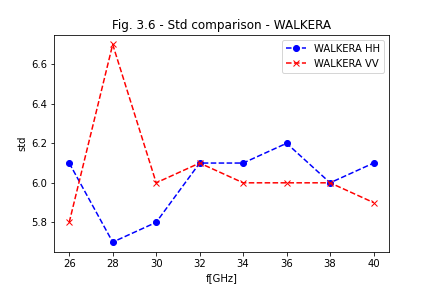 Fig. 3.6 - Std comparison - WALKERA
WALKERA HH
WALKERA VV
std
6.6
6.4
6.2
6.0
5.8
26 28 30 32 34 36 38 40
f[GHz]